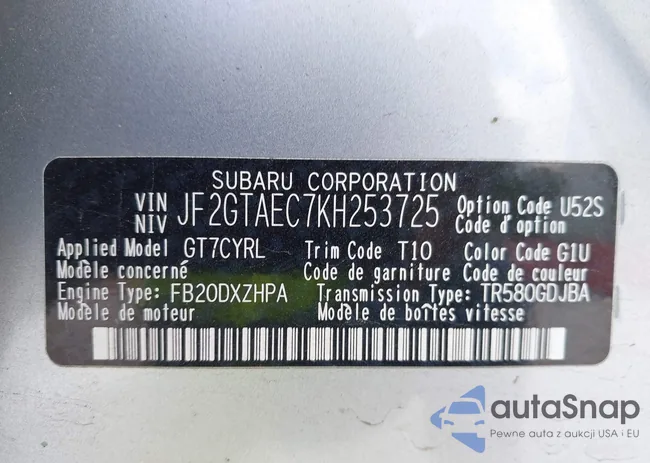 SUBARU CORPORATION
VIN JF2GTAEC7KH253725 Option Code U52S
NIV Code d'option
Applied Model GT7CYRL Trim Code T10 Color Code G1U
Modèle concerné Code de garniture Code de couleur
Engine Type: FB20DXZHPA Transmission Type: TR580GDJBA
Modèle de moteur Modèle de boîtes vitesse
autaSnap
Pewne auta z aukcji USA i EU